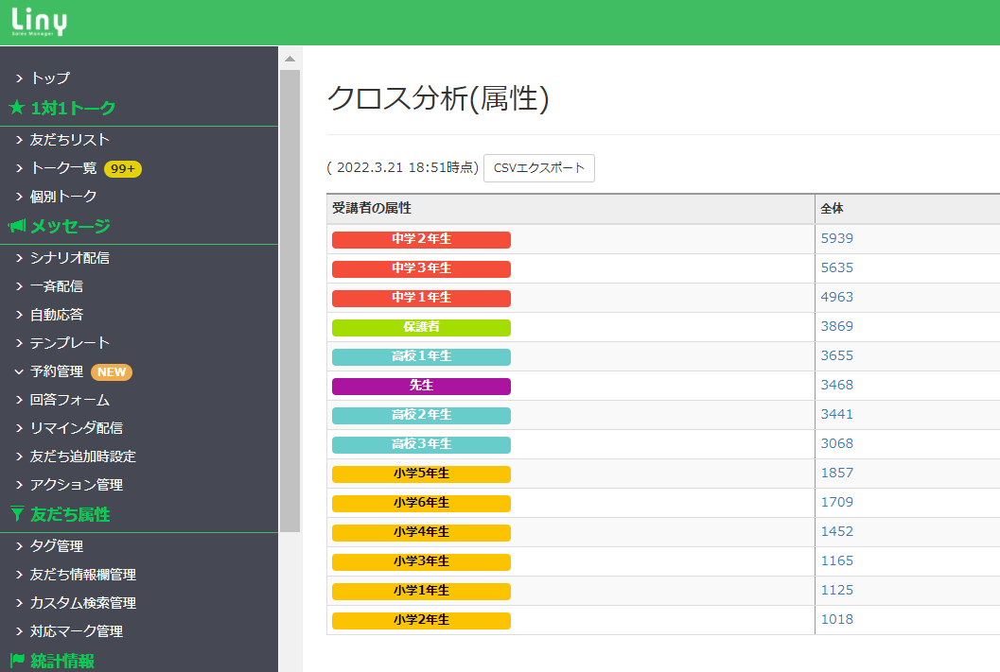 Liny
Sales Manager
トップ
1対1トーク
友だちリスト
トーク一覧 99+
個別トーク
メッセージ
シナリオ配信
一斉配信
自動応答
テンプレート
予約管理 NEW
回答フォーム
リマインダ配信
友だち追加時設定
アクション管理
友だち属性
タグ管理
友だち情報欄管理
カスタム検索管理
対応マーク管理
統計情報
クロス分析(属性)
( 2022.3.21 18:51時点) CSVエクスポート
受講者の属性 全体
中学２年生 5939
中学３年生 5635
中学１年生 4963
保護者 3869
高校１年生 3655
先生 3468
高校２年生 3441
高校３年生 3068
小学5年生 1857
小学6年生 1709
小学4年生 1452
小学3年生 1165
小学1年生 1125
小学2年生 1018